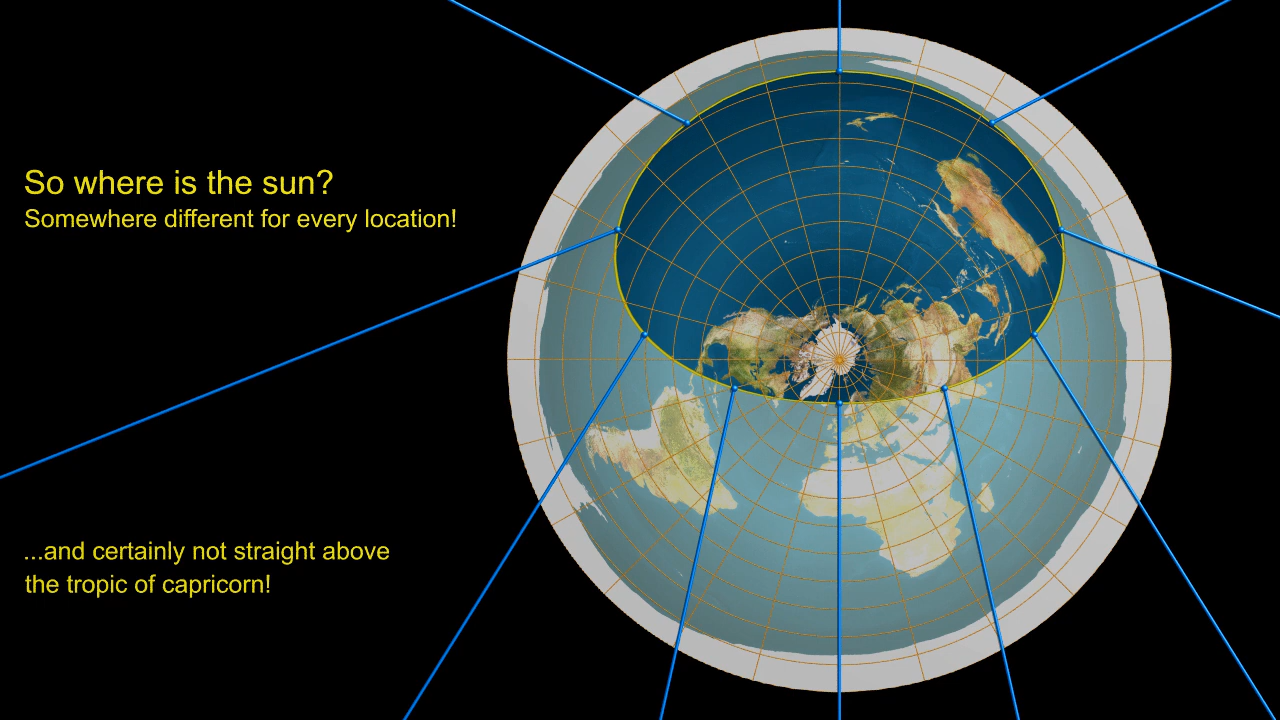 So where is the sun?
Somewhere different for every location!
...and certainly not straight above
the tropic of capricorn!